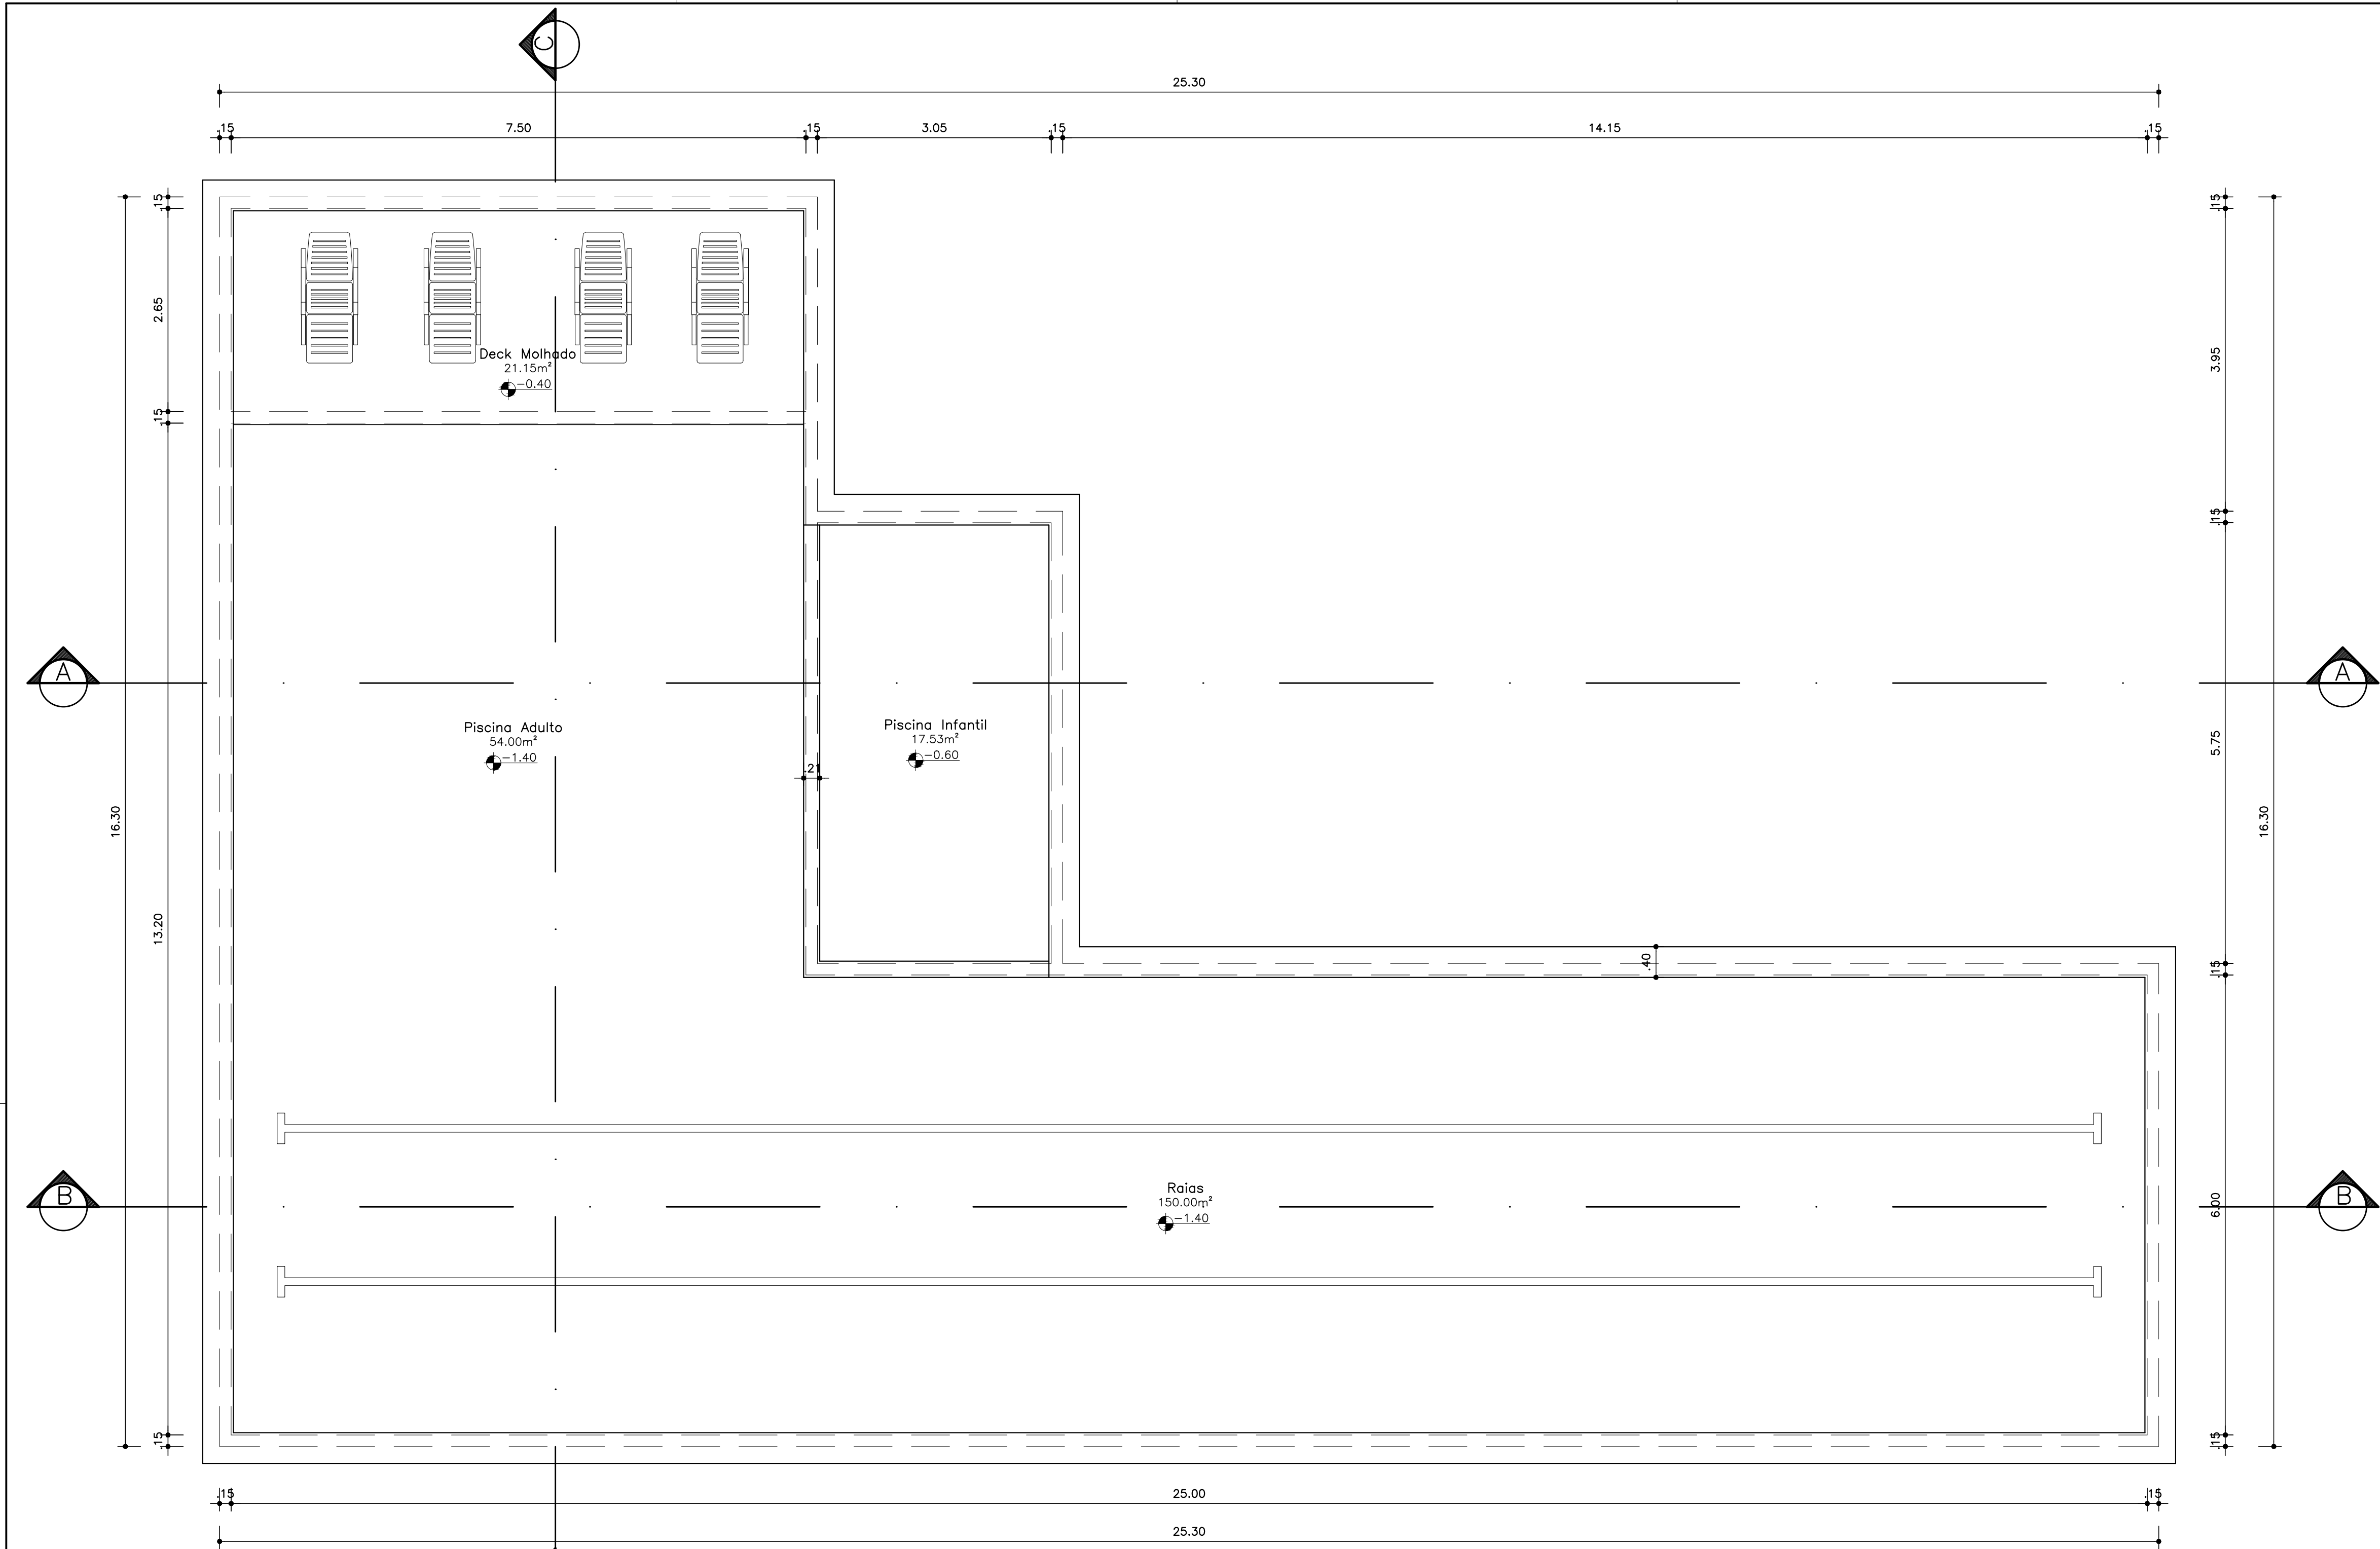 C
25.30
.15
7.50
.15
3.05
.15
14.15
.15
.15
.15
2.65
3.95
Deck Molhado
21.15m²
-0.40
.15
.15
A
A
Piscina Adulto
54.00m²
-1.40
Piscina Infantil
17.53m²
-0.60
5.75
.21
16.30
16.30
13.20
.40
.15
B
B
Raias
150.00m²
-1.40
6.00
.15
.15
.15
25.00
.15
25.30